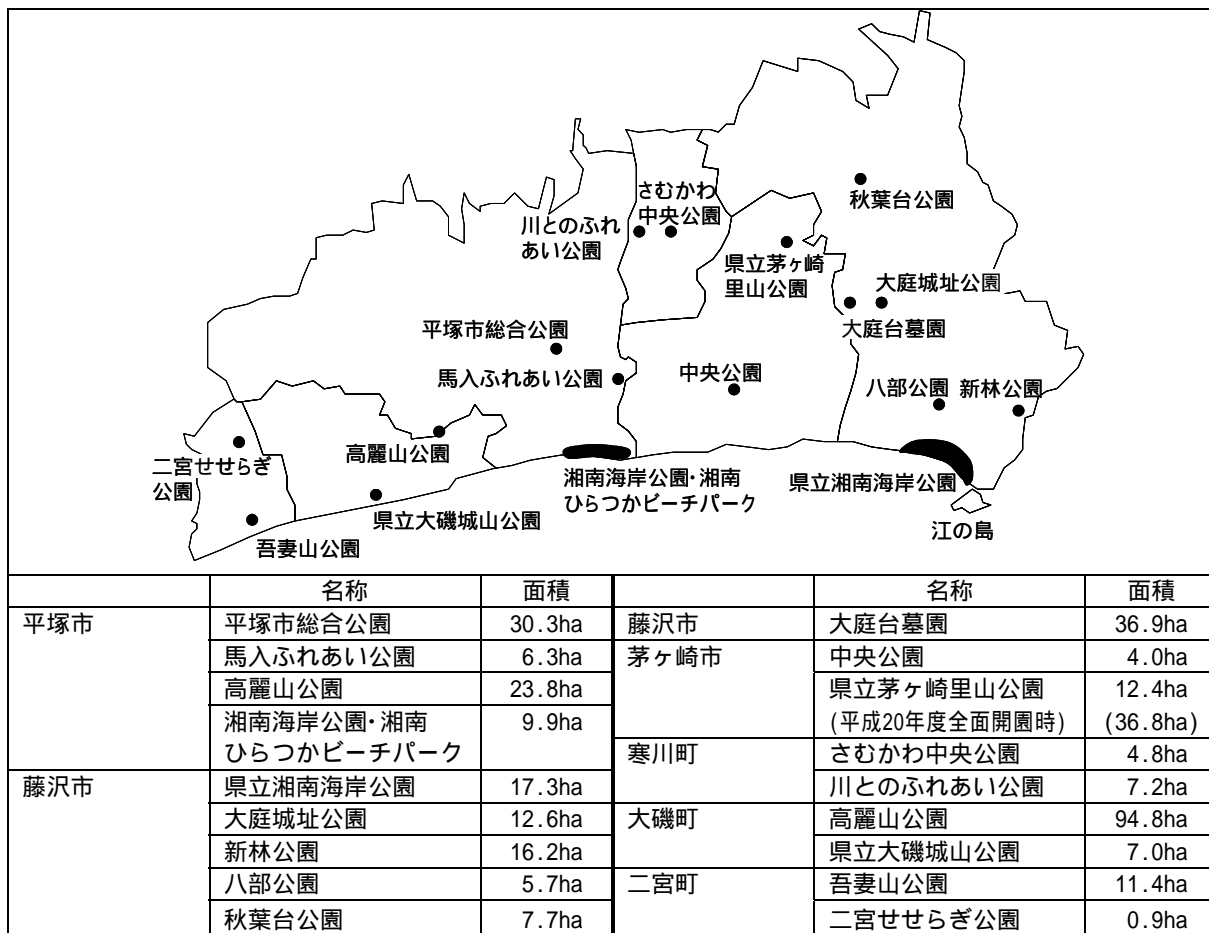 秋葉台公園
さむかわ
中央公園
川とのふれ
あい公園
県立茅ヶ崎
里山公園
大庭城址公園
大庭台墓園
平塚市総合公園
馬入ふれあい公園
中央公園
八部公園
新林公園
高麗山公園
二宮せせらぎ
公園
湘南海岸公園・湘南
ひらつかビーチパーク
県立湘南海岸公園
県立大磯城山公園
江の島
吾妻山公園
名称 面積 名称 面積
平塚市 平塚市総合公園 30.3ha 藤沢市 大庭台墓園 36.9ha
馬入ふれあい公園 6.3ha 茅ヶ崎市 中央公園 4.0ha
高麗山公園 23.8ha 県立茅ヶ崎里山公園 12.4ha
湘南海岸公園・湘南 9.9ha (平成20年度全面開園時) (36.8ha)
ひらつかビーチパーク 寒川町 さむかわ中央公園 4.8ha
藤沢市 県立湘南海岸公園 17.3ha 川とのふれあい公園 7.2ha
大庭城址公園 12.6ha 大磯町 高麗山公園 94.8ha
新林公園 16.2ha 県立大磯城山公園 7.0ha
八部公園 5.7ha 二宮町 吾妻山公園 11.4ha
秋葉台公園 7.7ha 二宮せせらぎ公園 0.9ha